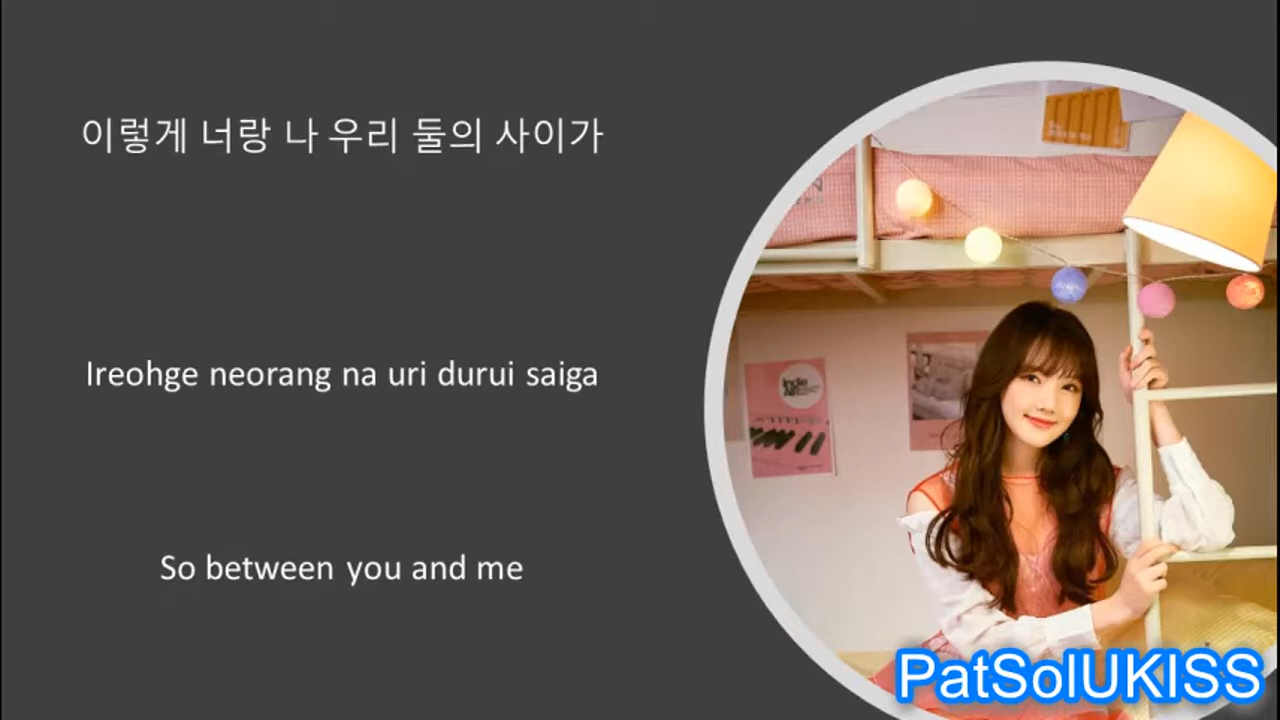 이렇게 너랑 나 우리 둘의 사이가
Ireohge neorang na uri durui saiga
So between you and me
Indie
PatSolUKISS